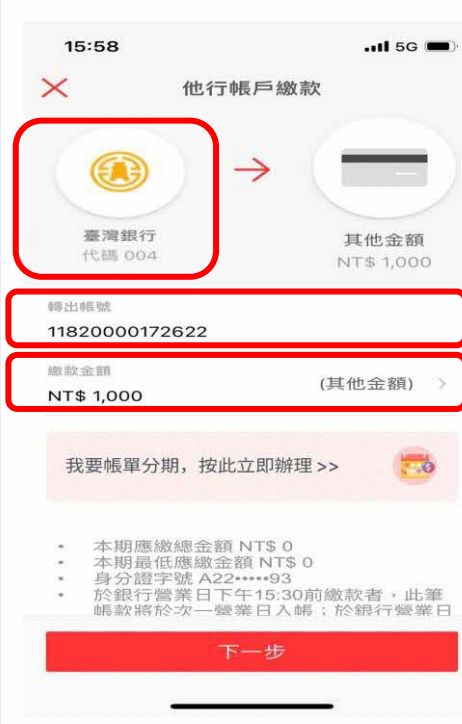 15:58
5G
他行帳戶繳款
臺灣銀行
代碼 004
其他金額
NT$ 1,000
轉出帳號
11820000172622
繳款金額
NT$ 1,000
(其他金額)
我要帳單分期，按此立即辦理 >>
• 本期應繳總金額 NT$ 0
• 本期最低應繳金額 NT$ 0
• 身分證字號 A22•••••93
• 於銀行營業日下午15:30前繳款者，此筆
帳款將於次一營業日入帳；於銀行營業日
下一步